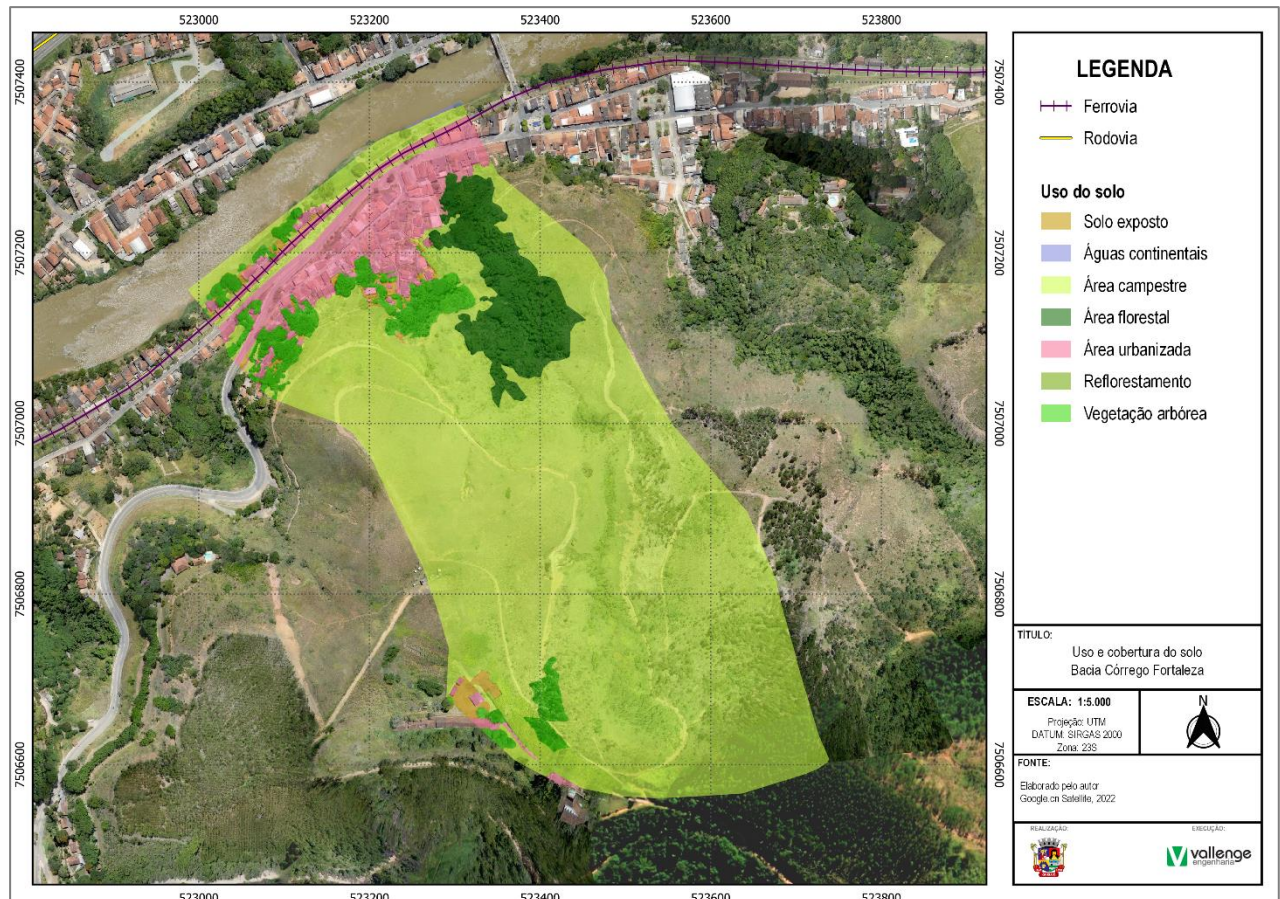 523000 523200 523400 523600 523800
7507400
7507200
7507000
7506800
7506600
7507400
7507200
7507000
7506800
7506600
523000 523200 523400 523600 523800
LEGENDA
Ferrovia
Rodovia
Uso do solo
Solo exposto
Águas continentais
Área campestre
Área florestal
Área urbanizada
Reflorestamento
Vegetação arbórea
TÍTULO:
Uso e cobertura do solo
Bacia Córrego Fortaleza
ESCALA: 1:5.000
Projeção: UTM
DATUM: SIRGAS 2000
Zona: 23S
N
FONTE:
Elaborado pelo autor
Google.cn Satellite, 2022
REALIZAÇÃO:
EXECUÇÃO:
vallenge
engenharia